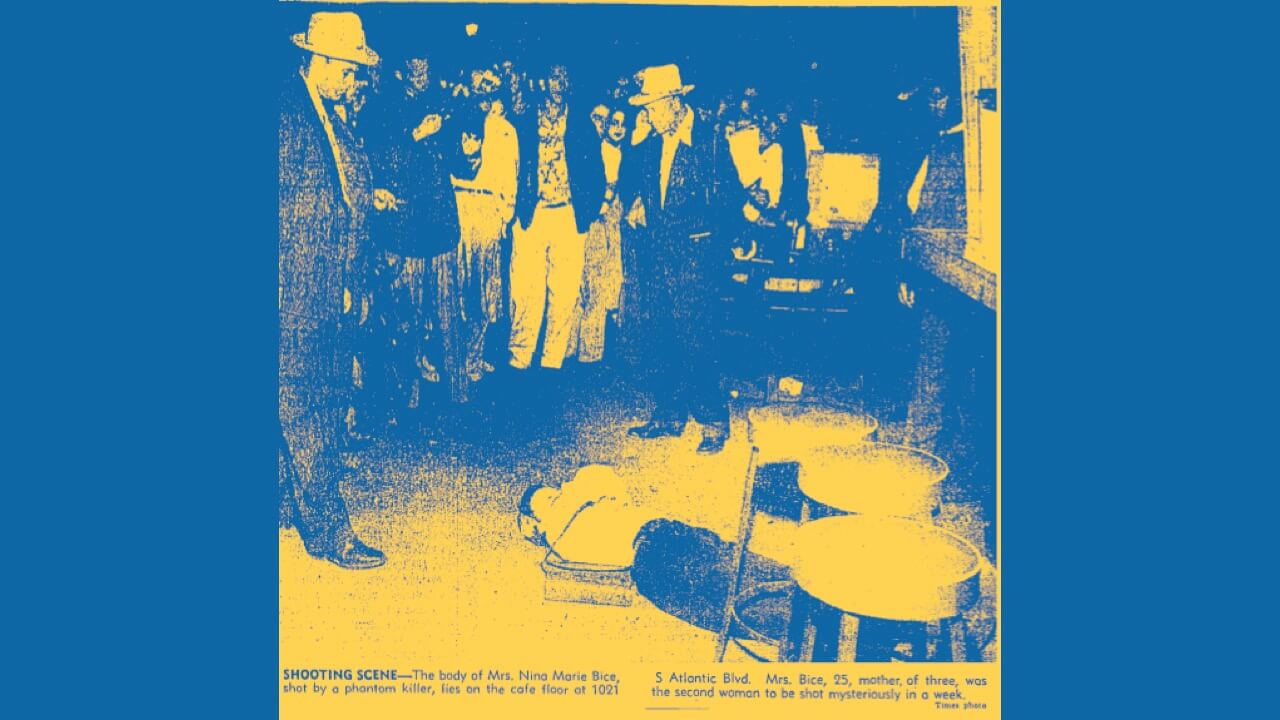 SHOOTING SCENE—The body of Mrs. Nina Marie Bice,
shot by a phantom killer, lies on the cafe floor at 1021
S Atlantic Blvd. Mrs. Bice, 25, mother, of three, was
the second woman to be shot mysteriously in a week.
Times photo